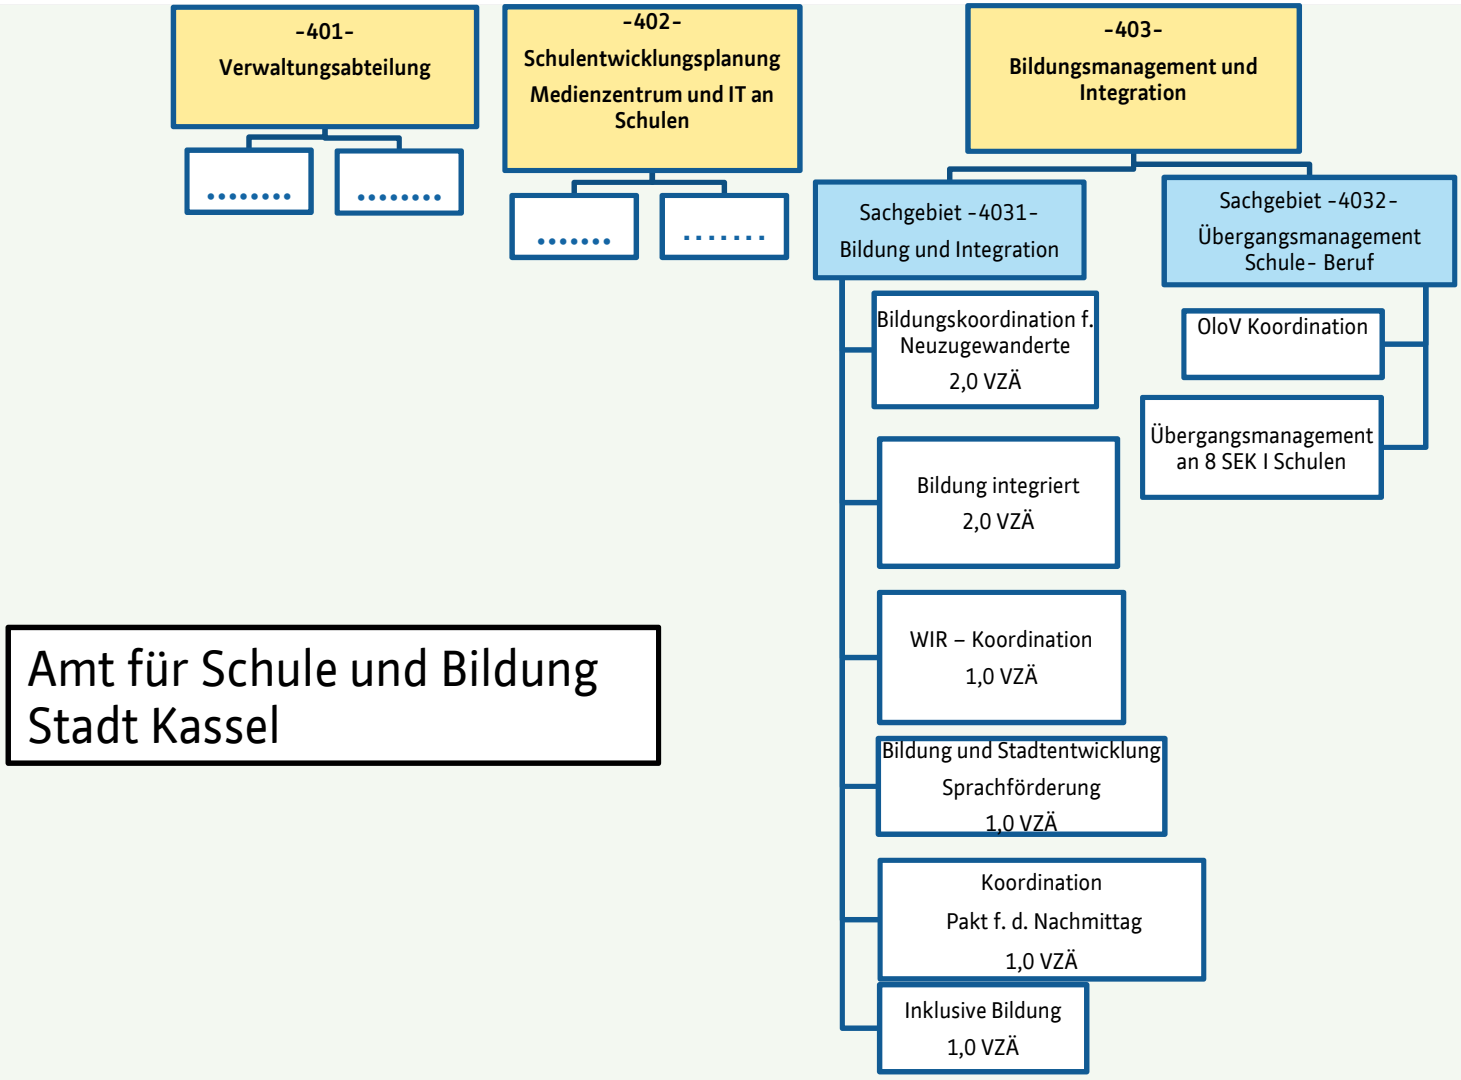 -401-
Verwaltungsabteilung
........
........
-402-
Schulentwicklungsplanung
Medienzentrum und IT an
Schulen
.......
.......
-403-
Bildungsmanagement und
Integration
Sachgebiet -4031-
Bildung und Integration
Bildungskoordination f.
Neuzugewanderte
2,0 VZÄ
Bildung integriert
2,0 VZÄ
WIR – Koordination
1,0 VZÄ
Bildung und Stadtentwicklung
Sprachförderung
1,0 VZÄ
Koordination
Pakt f. d. Nachmittag
1,0 VZÄ
Inklusive Bildung
1,0 VZÄ
Sachgebiet -4032-
Übergangsmanagement
Schule- Beruf
OloV Koordination
Übergangsmanagement
an 8 SEK I Schulen
Amt für Schule und Bildung
Stadt Kassel